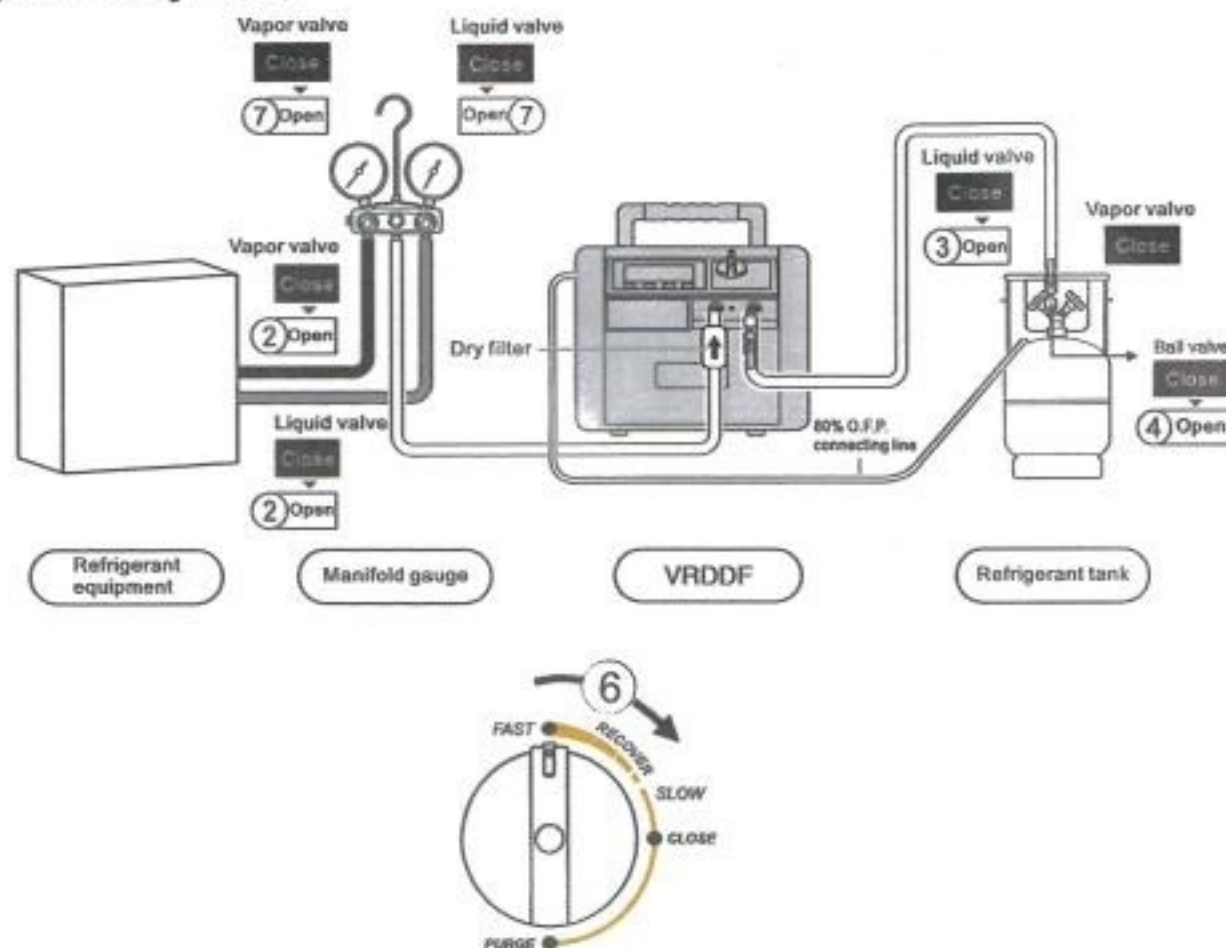 Vapor valve
Close
7 Open
Liquid valve
Close
Open 7
Vapor valve
Close
2 Open
Liquid valve
Close
2 Open
Dry filter
80% O.F.P.
connecting line
Liquid valve
Close
3 Open
Vapor valve
Close
Ball valve
Close
4 Open
Refrigerant
equipment
Manifold gauge
VRDDF
Refrigerant tank
6
FAST
RECOVER
SLOW
CLOSE
PURGE